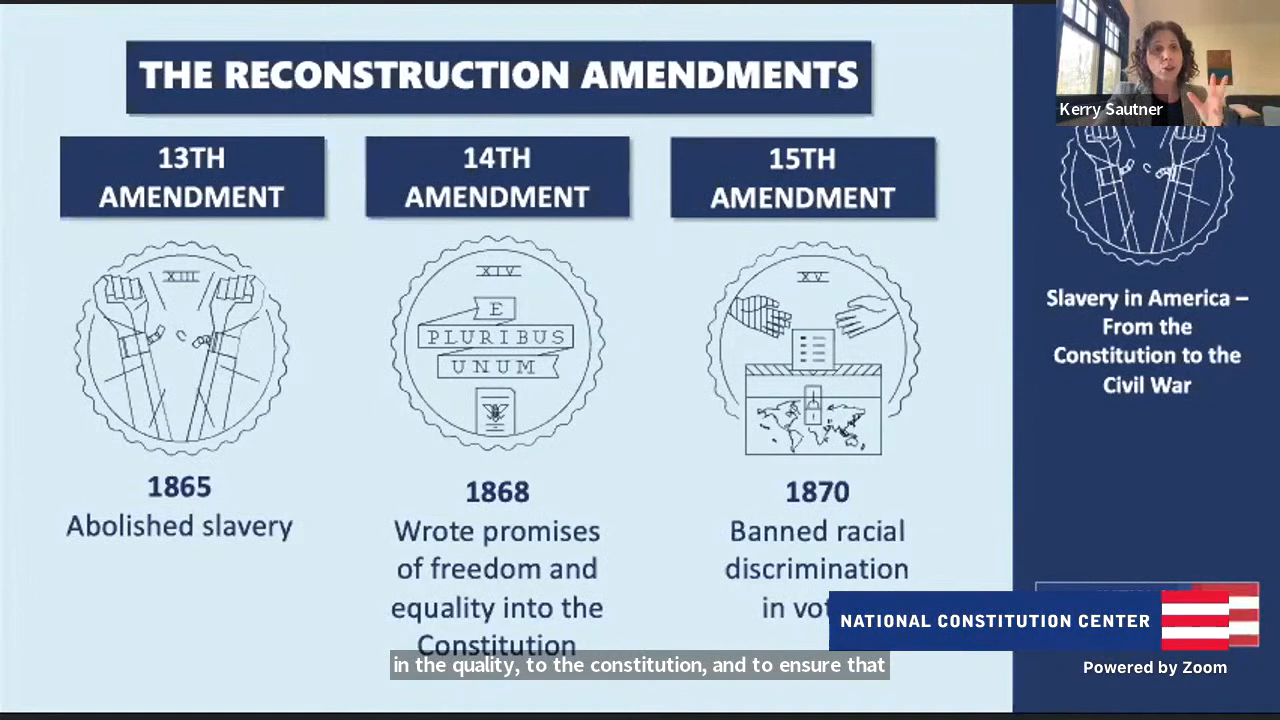 THE RECONSTRUCTION AMENDMENTS
13TH
AMENDMENT
XIII
1865
Abolished slavery
14TH
AMENDMENT
XIV
E
PLURIBUS
UNUM
1868
Wrote promises
of freedom and
equality into the
Constitution
15TH
AMENDMENT
XV
1870
Banned racial
discrimination
in
Kerry Sautner
Slavery in America –
From the
Constitution to the
Civil War
NATIONAL CONSTITUTION CENTER
Powered by Zoom
in the quality, to the constitution, and to ensure that